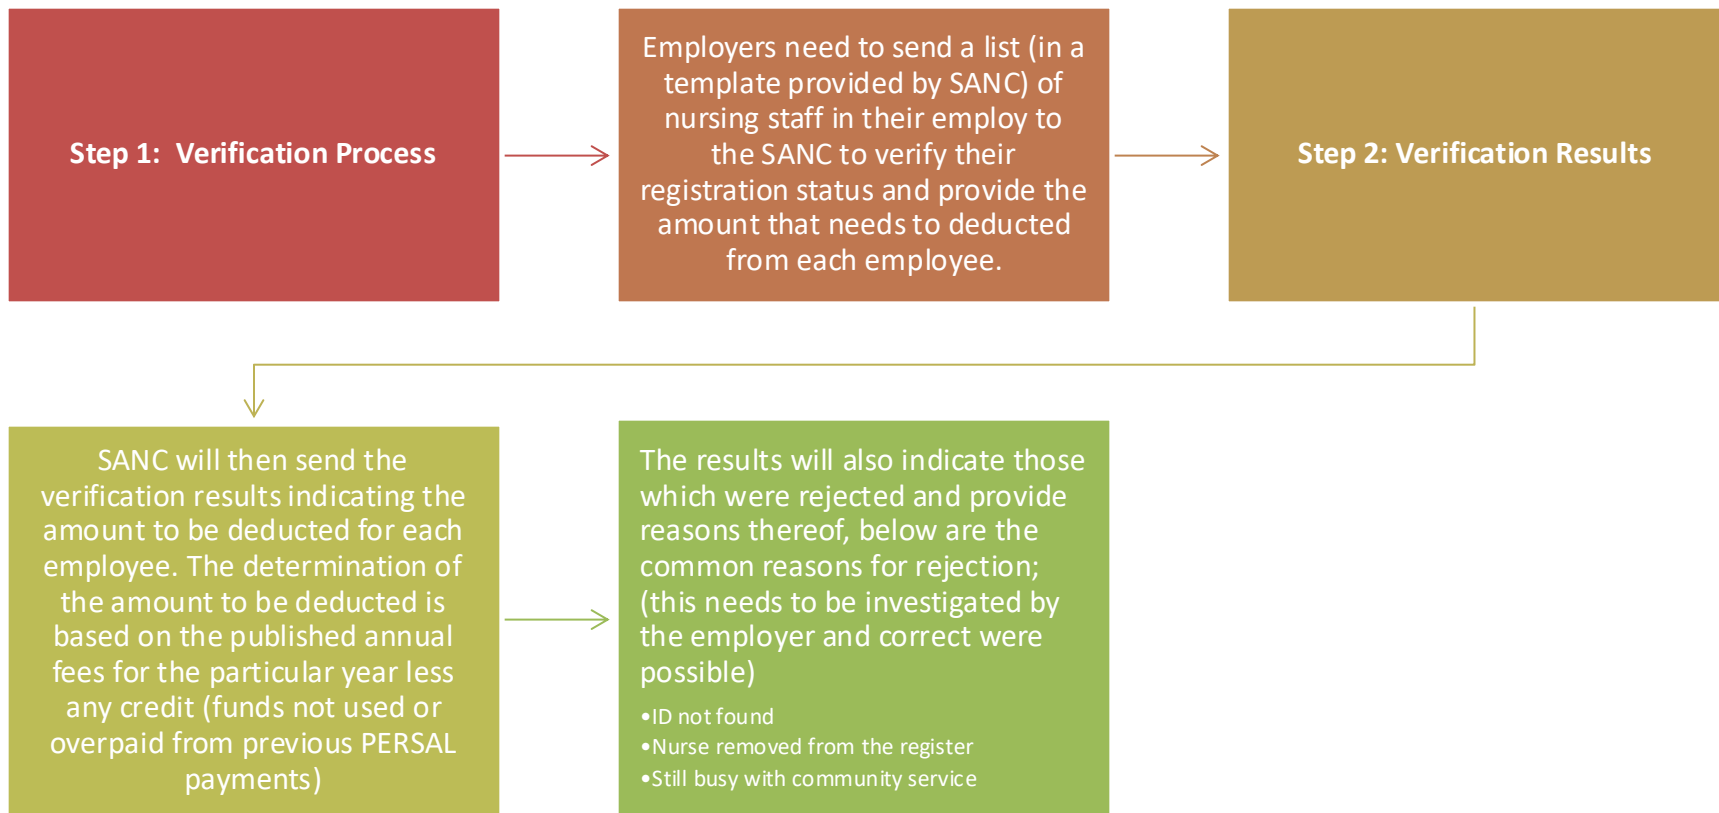 Step 1:  Verification Process
Employers need to send a list (in a
template provided by SANC) of
nursing staff in their employ to
the SANC to verify their
registration status and provide the
amount that needs to deducted
from each employee.
Step 2: Verification Results
SANC will then send the
verification results indicating the
amount to be deducted for each
employee. The determination of
the amount to be deducted is
based on the published annual
fees for the particular year less
any credit (funds not used or
overpaid from previous PERSAL
payments)
The results will also indicate those
which were rejected and provide
reasons thereof, below are the
common reasons for rejection;
(this needs to be investigated by
the employer and correct were
possible)
•ID not found
•Nurse removed from the register
•Still busy with community service